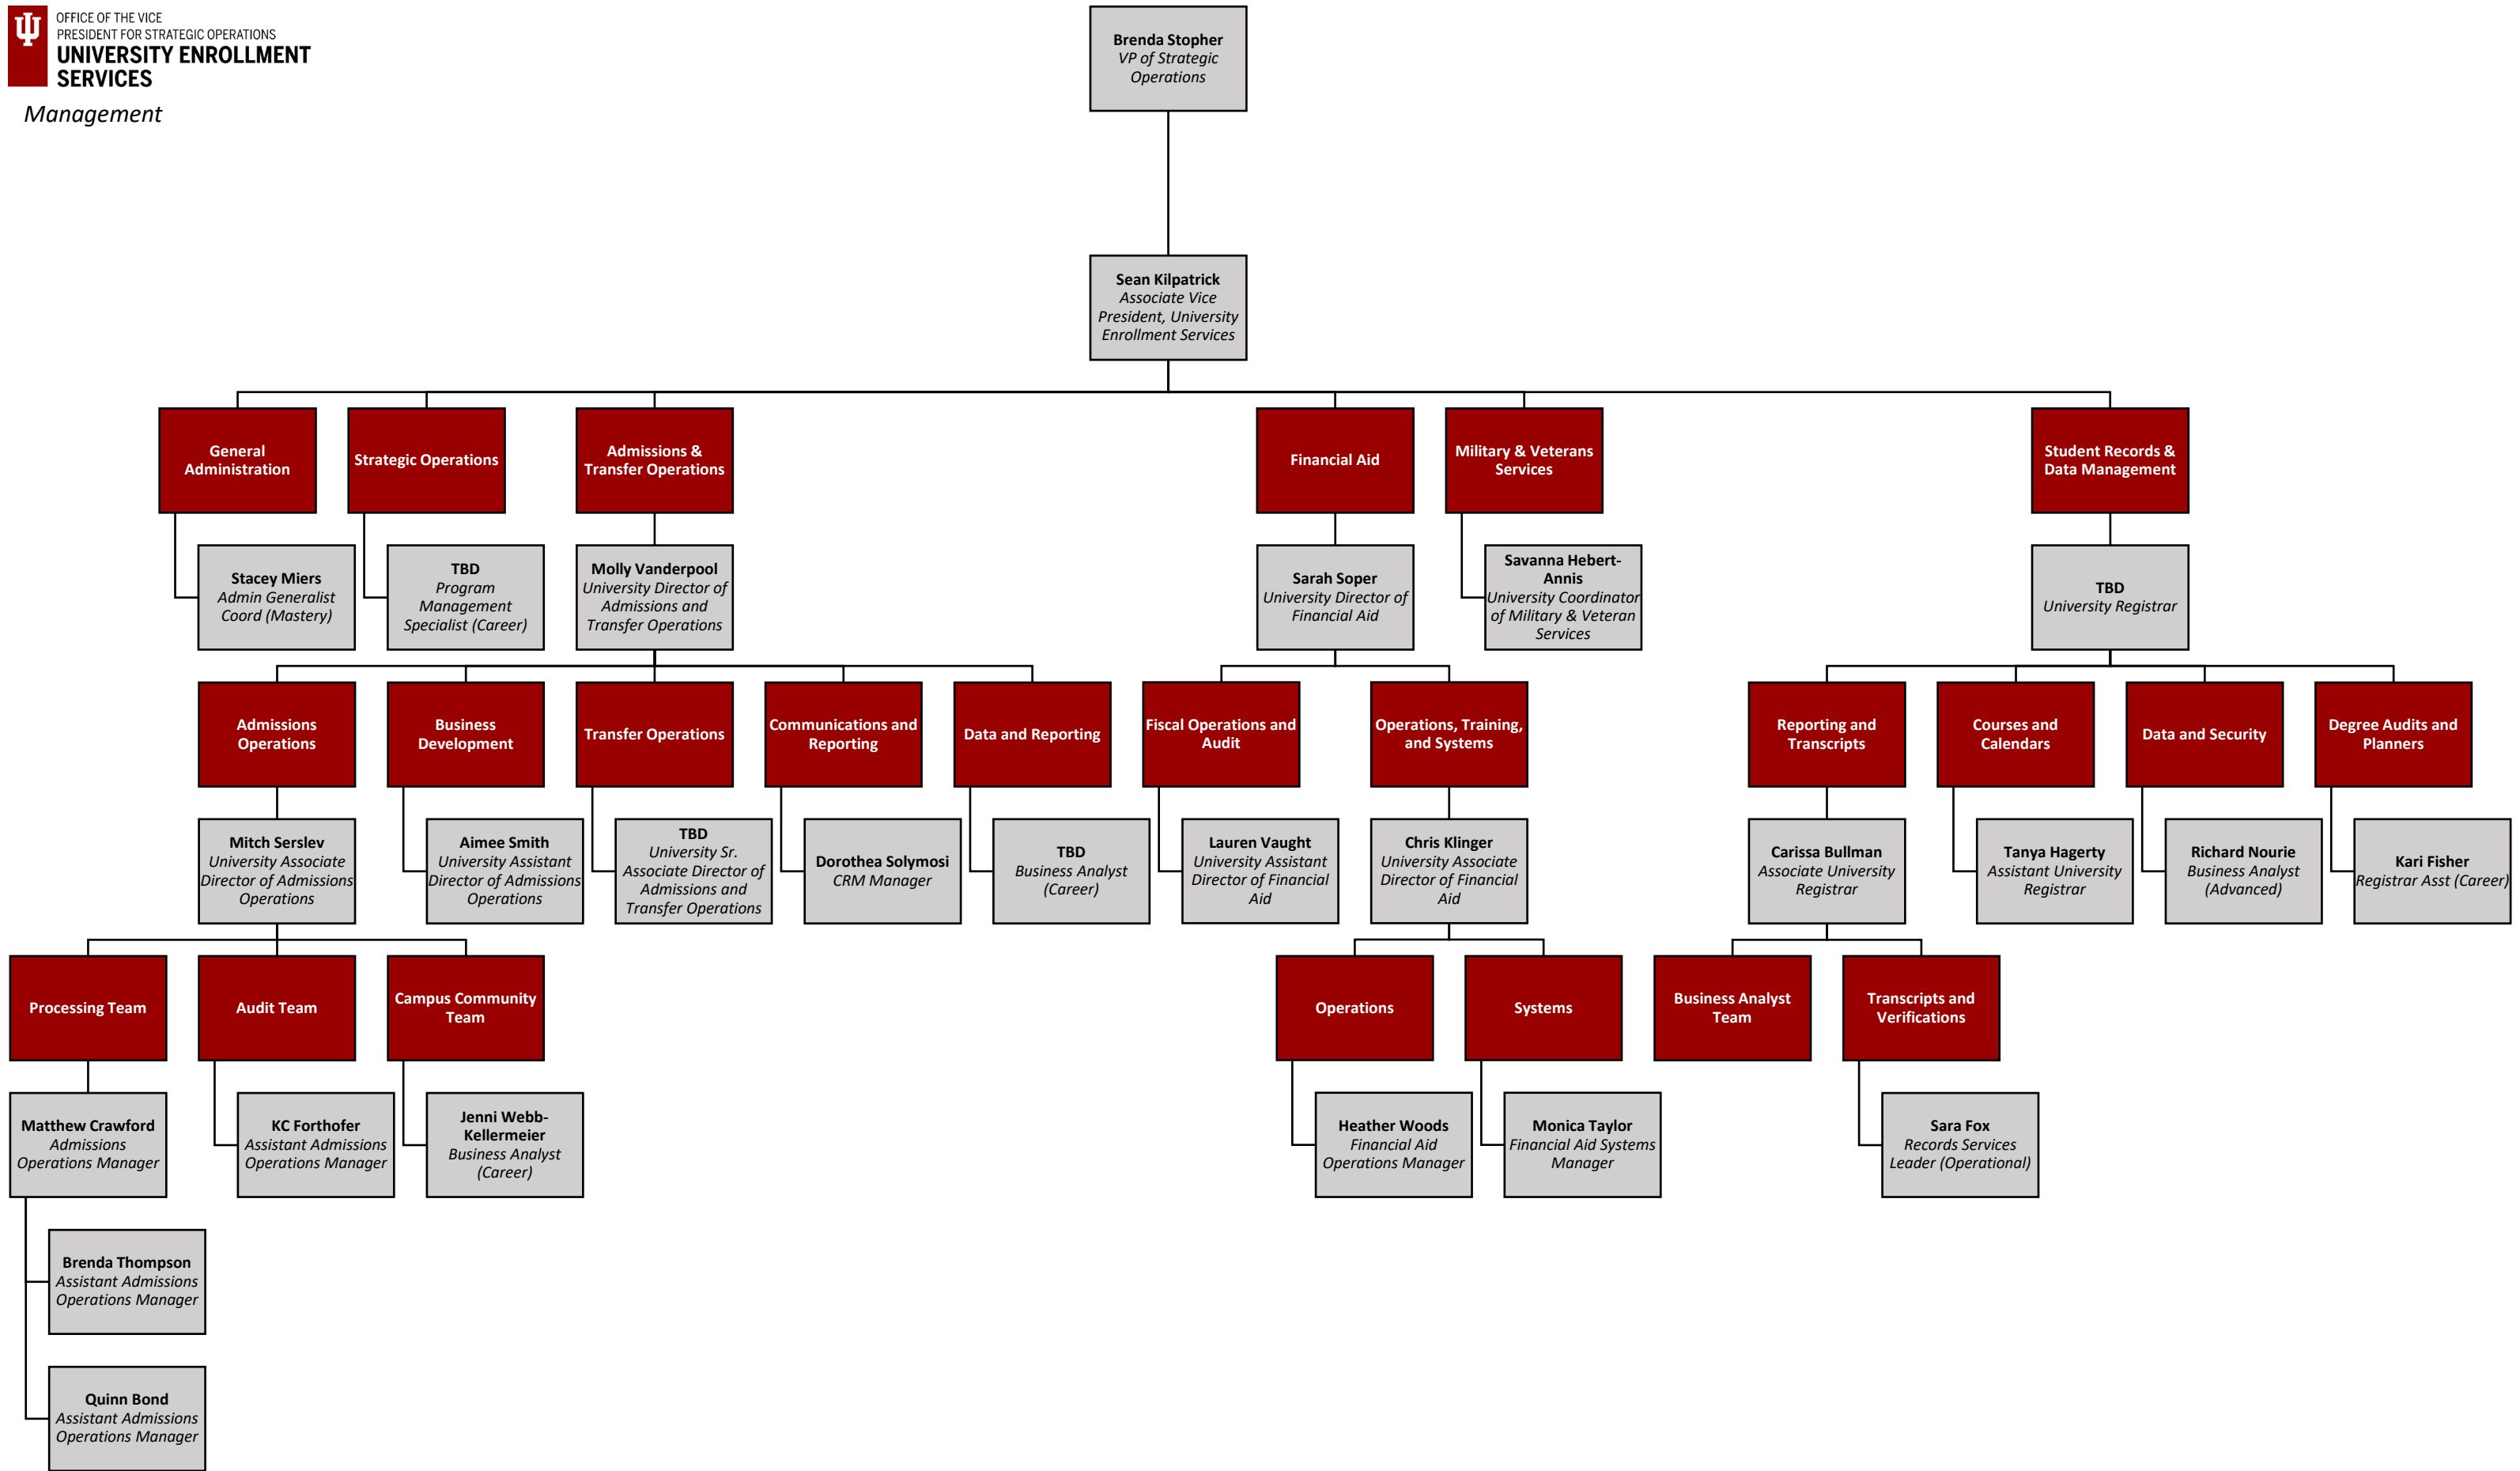 OFFICE OF THE VICE
PRESIDENT FOR STRATEGIC OPERATIONS
UNIVERSITY ENROLLMENT
SERVICES
Management
Brenda Stopher
VP of Strategic
Operations
Sean Kilpatrick
Associate Vice
President, University
Enrollment Services
General
Administration
Strategic Operations
Admissions &
Transfer Operations
Financial Aid
Military & Veterans
Services
Student Records &
Data Management
Stacey Miers
Admin Generalist
Coord (Mastery)
TBD
Program
Management
Specialist (Career)
Molly Vanderpool
University Director of
Admissions and
Transfer Operations
Sarah Soper
University Director of
Financial Aid
Savanna Hebert-
Annis
University Coordinator
of Military & Veteran
Services
TBD
University Registrar
Admissions
Operations
Business
Development
Transfer Operations
Communications and
Reporting
Data and Reporting
Fiscal Operations and
Audit
Operations, Training,
and Systems
Reporting and
Transcripts
Courses and
Calendars
Data and Security
Degree Audits and
Planners
Mitch Serslev
University Associate
Director of Admissions
Operations
Aimee Smith
University Assistant
Director of Admissions
Operations
TBD
University Sr.
Associate Director of
Admissions and
Transfer Operations
Dorothea Solymosi
CRM Manager
TBD
Business Analyst
(Career)
Lauren Vaught
University Assistant
Director of Financial
Aid
Chris Klinger
University Associate
Director of Financial
Aid
Carissa Bullman
Associate University
Registrar
Tanya Hagerty
Assistant University
Registrar
Richard Nourie
Business Analyst
(Advanced)
Kari Fisher
Registrar Asst (Career)
Processing Team
Audit Team
Campus Community
Team
Operations
Systems
Business Analyst
Team
Transcripts and
Verifications
Matthew Crawford
Admissions
Operations Manager
KC Forthofer
Assistant Admissions
Operations Manager
Jenni Webb-
Kellermeier
Business Analyst
(Career)
Heather Woods
Financial Aid
Operations Manager
Monica Taylor
Financial Aid Systems
Manager
Sara Fox
Records Services
Leader (Operational)
Brenda Thompson
Assistant Admissions
Operations Manager
Quinn Bond
Assistant Admissions
Operations Manager